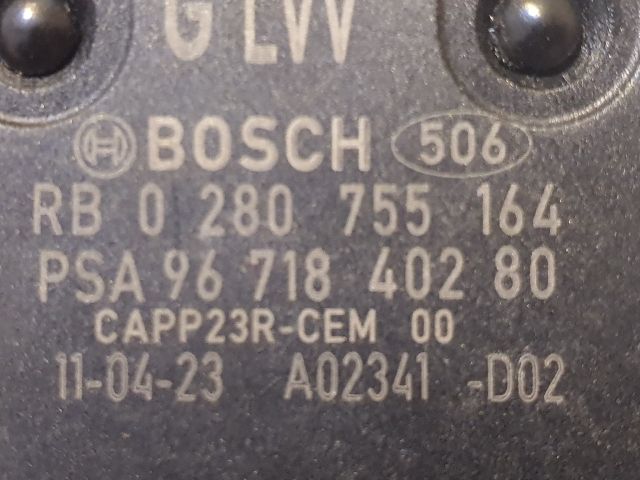 G LVV
BOSCH 506
RB 0 280 755 164
PSA 96 718 402 80
CAPP23R-CEM 00
11-04-23 A02341 -D02